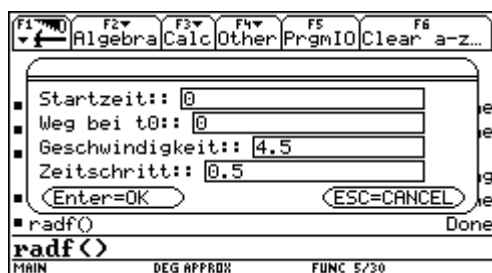 F1 F2 F3 F4 F5 F6
Algebra Calc Other PrgmIO Clear a-z…
Startzeit:: 0
Weg bei t0:: 0
Geschwindigkeit:: 4.5
Zeitschritt:: 0.5
Enter=OK ESC=CANCEL
radf() Done
radf()
MAIN DEG APPROX FUNC 5/30